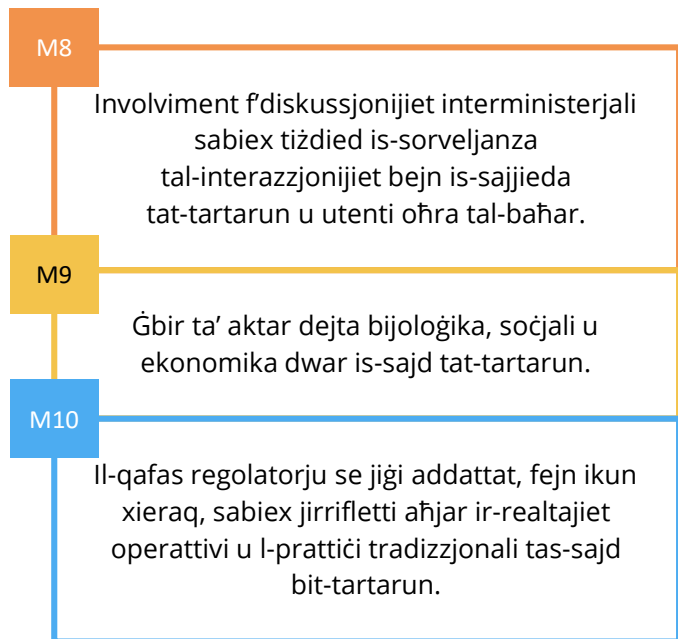 M8
Involviment f'diskussjonijiet interministerjali
sabiex tiżdied is-sorveljanza
tal-interazzjonijiet bejn is-sajjieda
tat-tartarun u utenti oħra tal-baħar.
M9
Ġbir ta' aktar dejta bijoloġika, soċjali u
ekonomika dwar is-sajd tat-tartarun.
M10
Il-qafas regolatorju se jiġi addattat, fejn ikun
xieraq, sabiex jirrifletti aħjar ir-realtajiet
operattivi u l-prattiċi tradizzjonali tas-sajd
bit-tartarun.